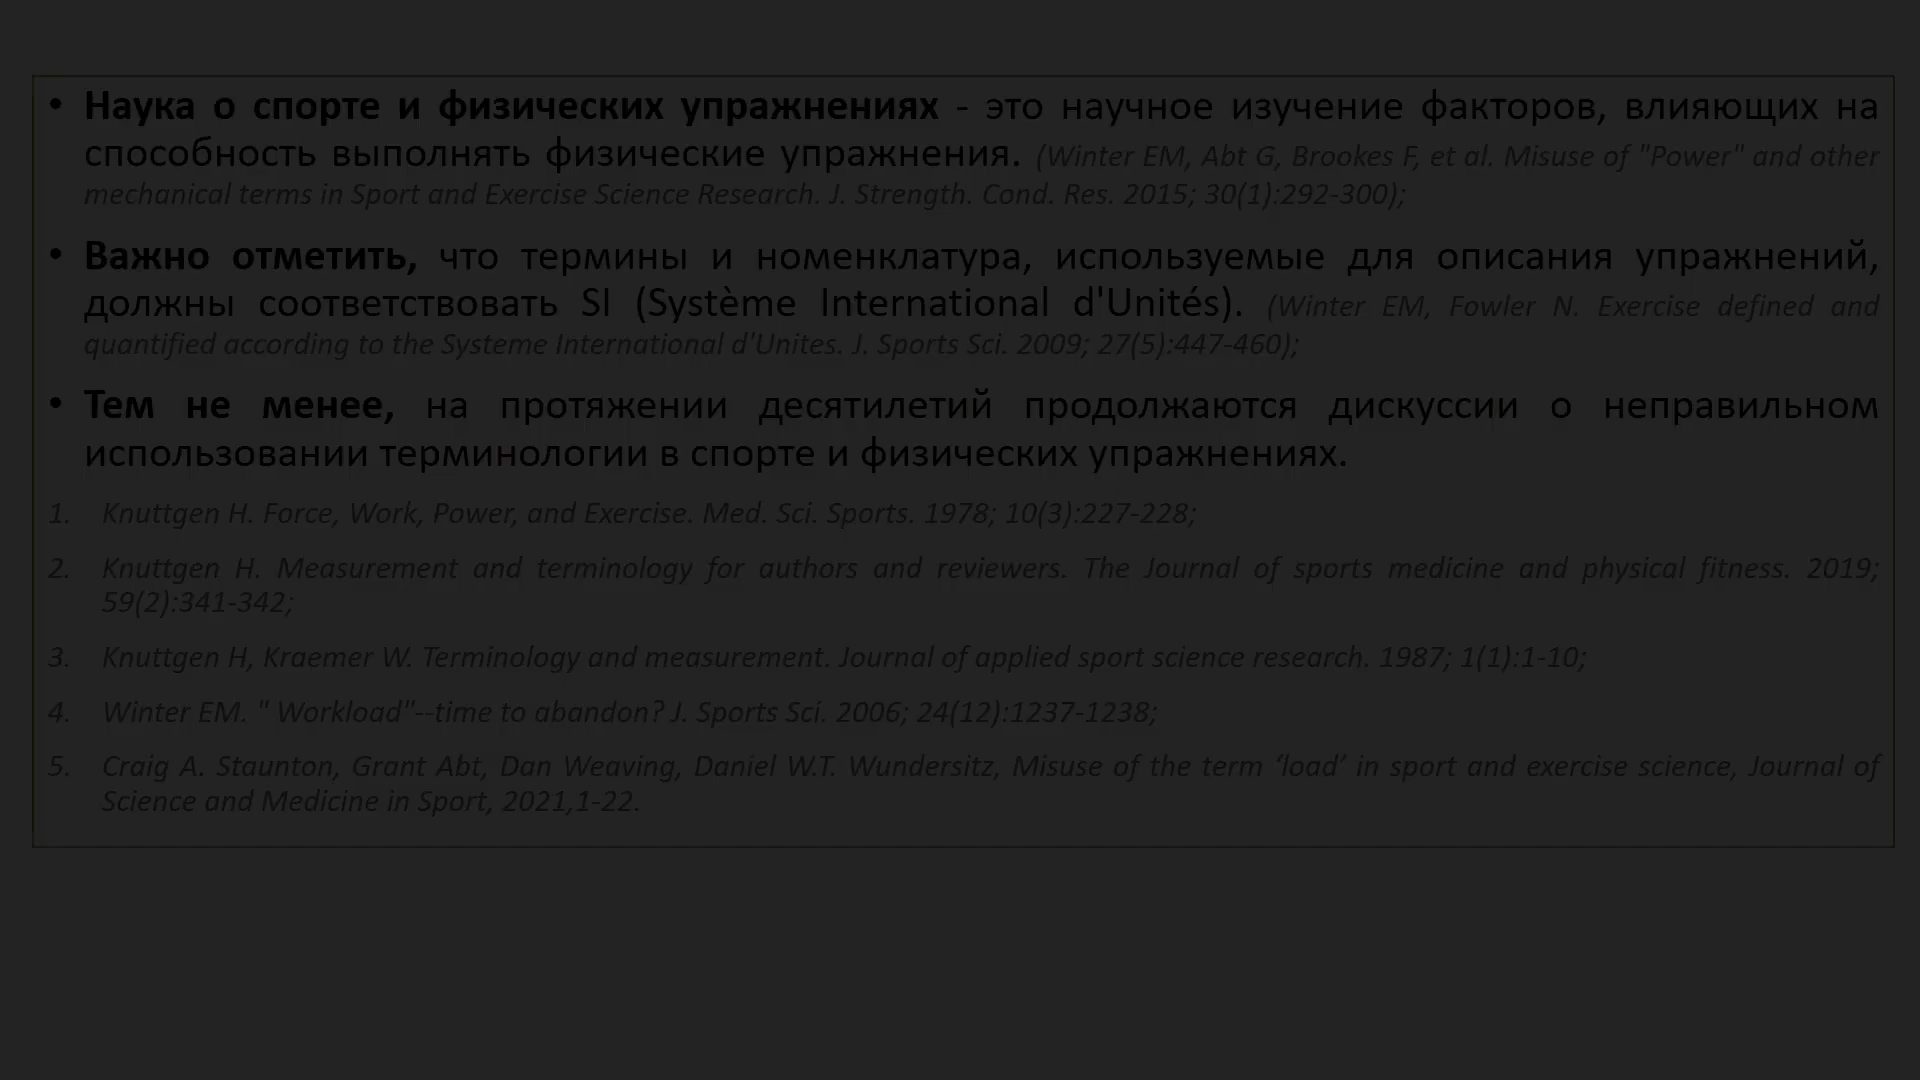 • Наука о спорте и физических упражнениях - это научное изучение факторов, влияющих на
способность выполнять физические упражнения. (Winter EM, Abt G, Brookes F, et al. Misuse of "Power" and other
mechanical terms in Sport and Exercise Science Research. J. Strength. Cond. Res. 2015; 30(1):292-300);
• Важно отметить, что термины и номенклатура, используемые для описания упражнений,
должны соответствовать SI (Système International d'Unités). (Winter EM, Fowler N. Exercise defined and
quantified according to the Systeme International d'Unites. J. Sports Sci. 2009; 27(5):447-460);
• Тем не менее, на протяжении десятилетий продолжаются дискуссии о неправильном
использовании терминологии в спорте и физических упражнениях.
1. Knuttgen H. Force, Work, Power, and Exercise. Med. Sci. Sports. 1978; 10(3):227-228;
2. Knuttgen H. Measurement and terminology for authors and reviewers. The Journal of sports medicine and physical fitness. 2019;
59(2):341-342;
3. Knuttgen H, Kraemer W. Terminology and measurement. Journal of applied sport science research. 1987; 1(1):1-10;
4. Winter EM. " Workload"--time to abandon? J. Sports Sci. 2006; 24(12):1237-1238;
5. Craig A. Staunton, Grant Abt, Dan Weaving, Daniel W.T. Wundersitz, Misuse of the term ‘load’ in sport and exercise science, Journal of
Science and Medicine in Sport, 2021,1-22.